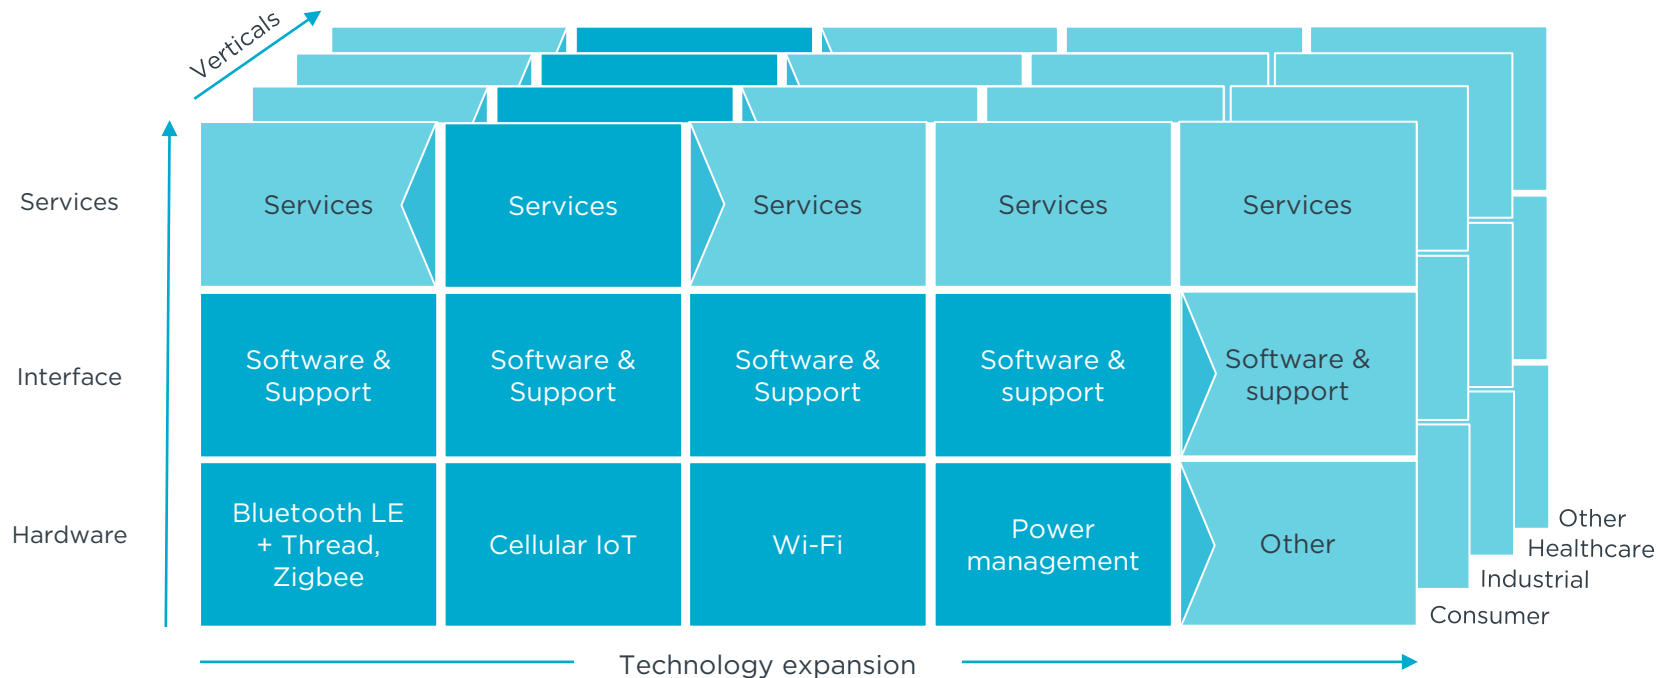 Verticals
Services
Services
Services
Services
Services
Services
Interface
Software &
Support
Software &
Support
Software &
Support
Software &
support
Software &
support
Hardware
Bluetooth LE
+ Thread,
Zigbee
Cellular IoT
Wi-Fi
Power
management
Other
Other
Healthcare
Industrial
Consumer
Technology expansion